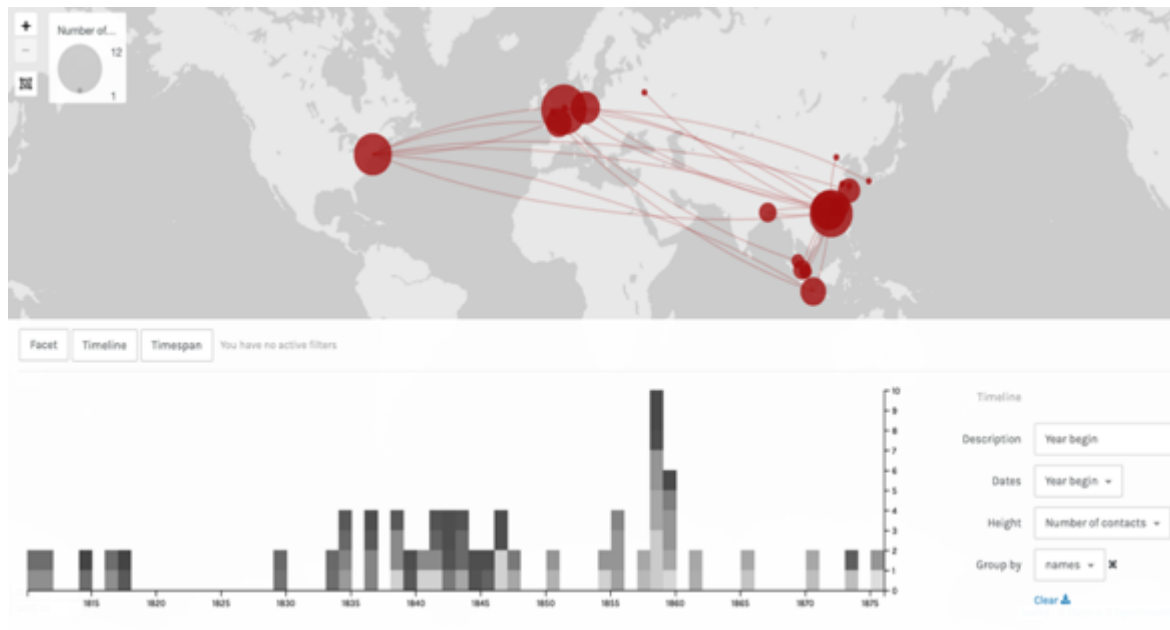 +
Number of...
−
12
1
Facet Timeline Timespan You have no active filters
10
9
8
7
6
5
4
3
2
1
0
1815 1820 1825 1830 1835 1840 1845 1850 1855 1860 1865 1870 1875
Timeline
Description Year begin
Dates Year begin
Height Number of contacts
Group by names ×
Clear